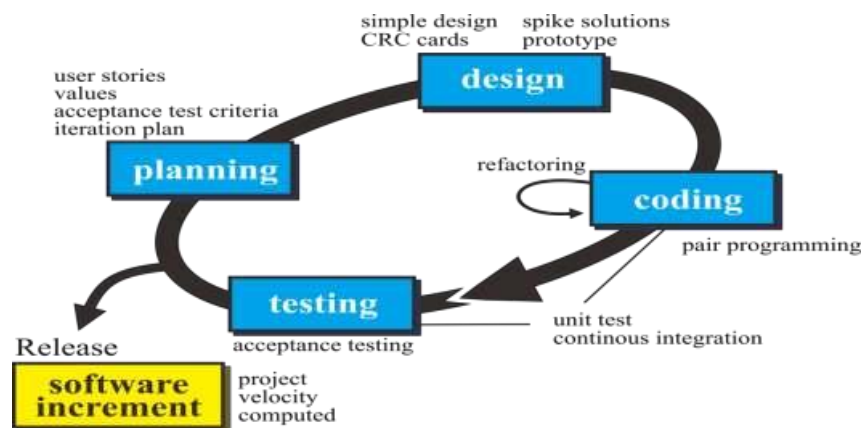 simple design
CRC cards
spike solutions
prototype
design
user stories
values
acceptance test criteria
iteration plan
planning
refactoring
coding
pair programming
testing
acceptance testing
unit test
continous integration
Release
software
increment
project
velocity
computed